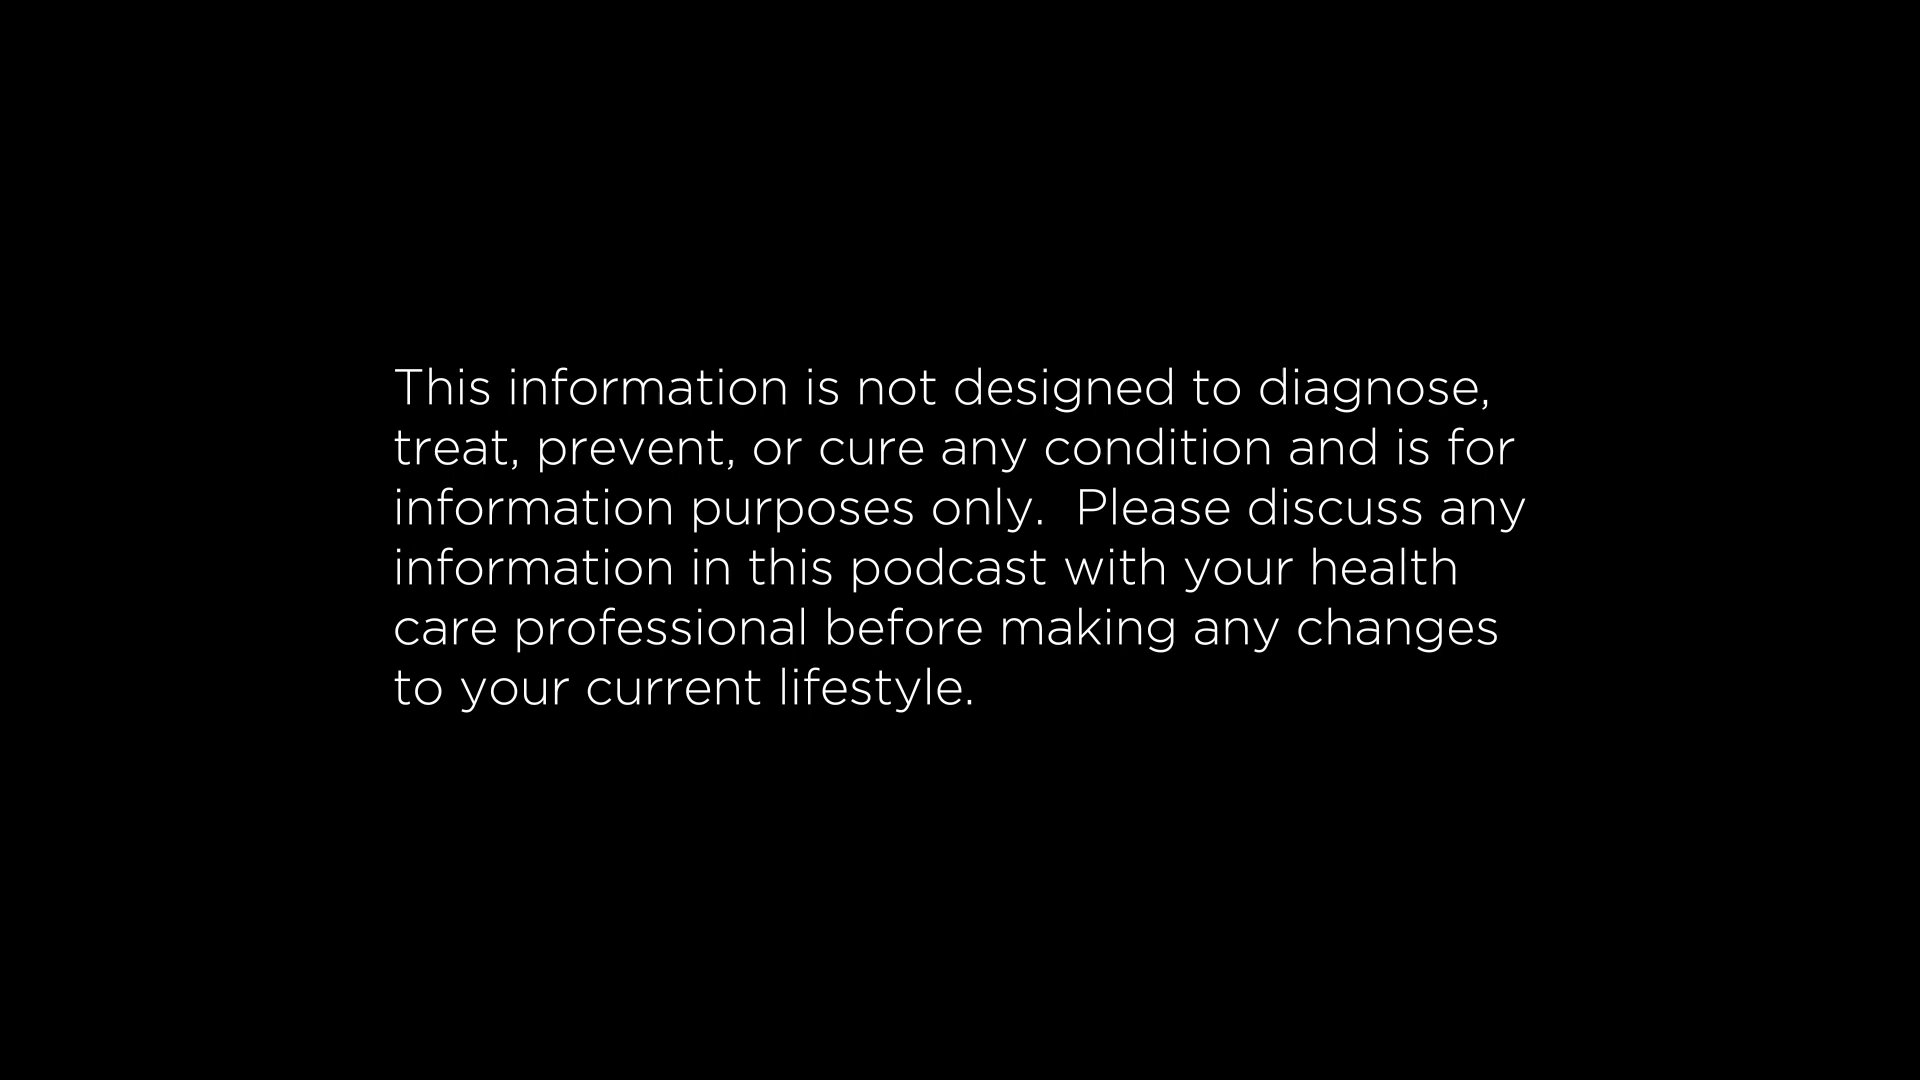 This information is not designed to diagnose,
treat, prevent, or cure any condition and is for
information purposes only.  Please discuss any
information in this podcast with your health
care professional before making any changes
to your current lifestyle.